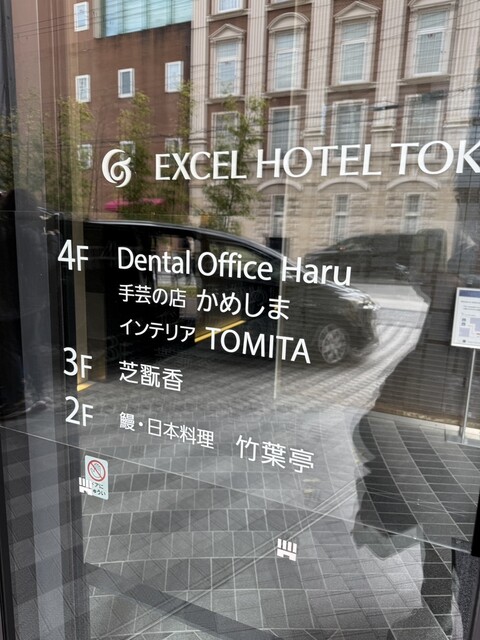 EXCEL HOTEL TOK
4F Dental Office Haru
手芸の店 かめしま
インテリア TOMITA
3F 芝翫香
2F 鰻・日本料理 竹葉亭